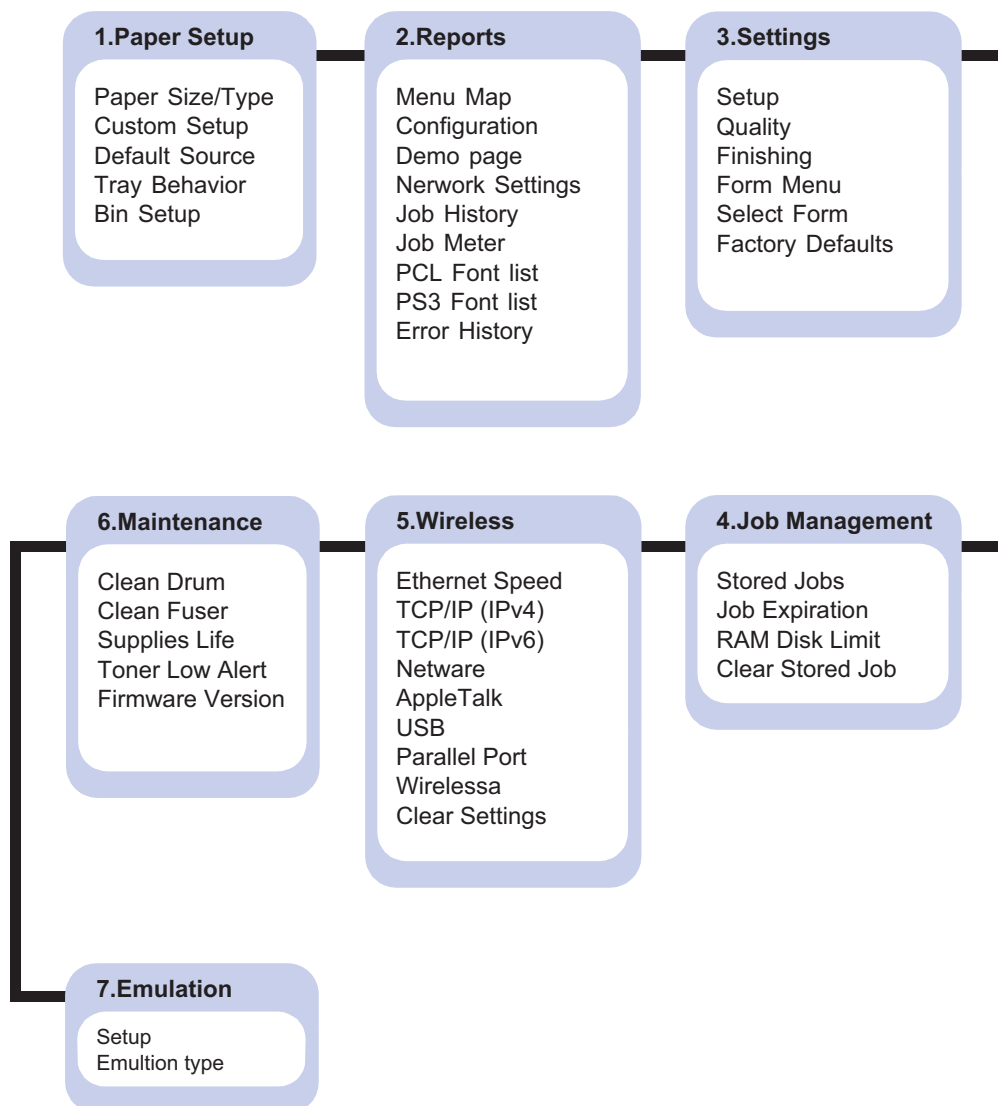 1.Paper Setup
Paper Size/Type
Custom Setup
Default Source
Tray Behavior
Bin Setup
2.Reports
Menu Map
Configuration
Demo page
Nerwork Settings
Job History
Job Meter
PCL Font list
PS3 Font list
Error History
3.Settings
Setup
Quality
Finishing
Form Menu
Select Form
Factory Defaults
4.Job Management
Stored Jobs
Job Expiration
RAM Disk Limit
Clear Stored Job
5.Wireless
Ethernet Speed
TCP/IP (IPv4)
TCP/IP (IPv6)
Netware
AppleTalk
USB
Parallel Port
Wirelessa
Clear Settings
6.Maintenance
Clean Drum
Clean Fuser
Supplies Life
Toner Low Alert
Firmware Version
7.Emulation
Setup
Emultion type